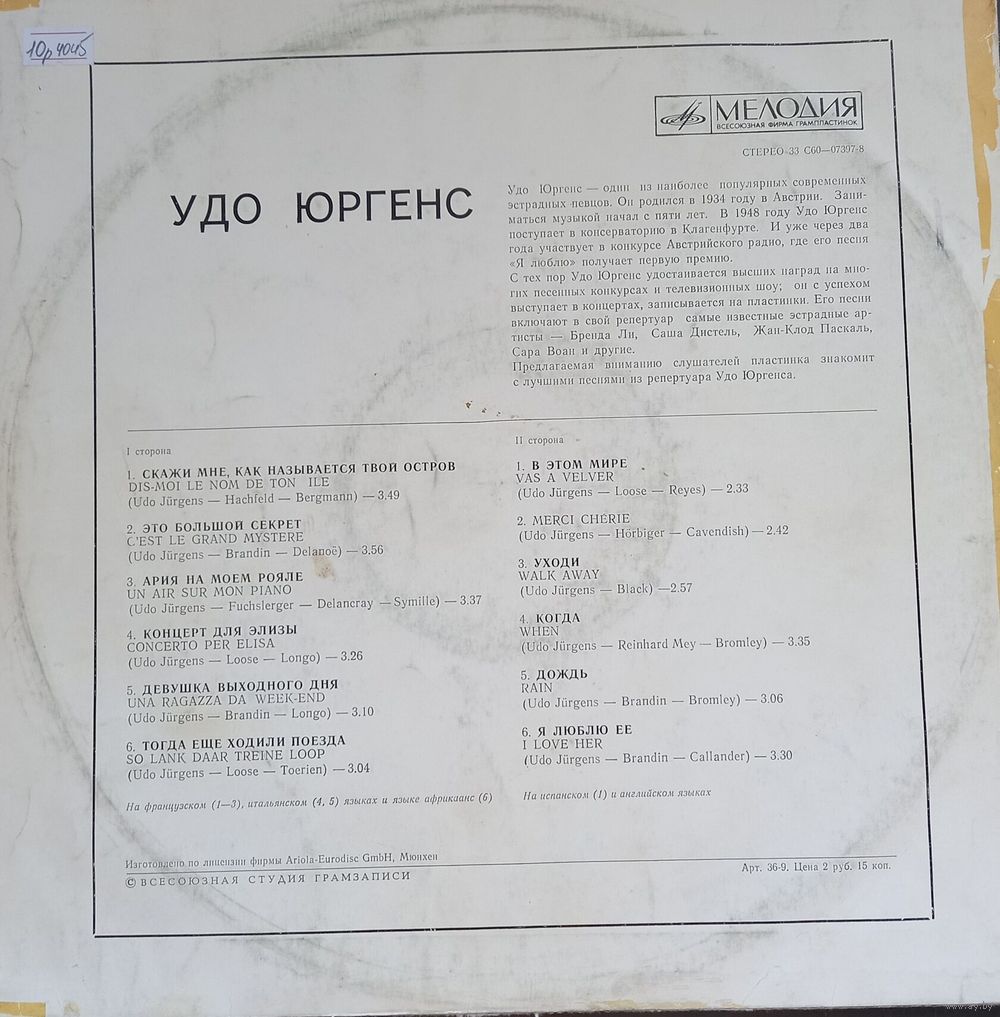 10р 4045
МЕЛОДИЯ
ВСЕСОЮЗНАЯ ФИРМА ГРАМПЛАСТИНОК
СТЕРЕО 33 С60—07397-8
УДО ЮРГЕНС
Удо Юргенс — один из наиболее популярных современных
эстрадных певцов. Он родился в 1934 году в Австрии. Зани-
маться музыкой начал с пяти лет. В 1948 году Удо Юргенс
поступает в консерваторию в Клагенфурте. И уже через два
года участвует в конкурсе Австрийского радио, где его песня
«Я люблю» получает первую премию.
С тех пор Удо Юргенс удостаивается высших наград на мно-
гих песенных конкурсах и телевизионных шоу; он с успехом
выступает в концертах, записывается на пластинки. Его песни
включают в свой репертуар самые известные эстрадные ар-
тисты — Бренда Ли, Саша Дистель, Жан-Клод Паскаль,
Сара Воан и другие.
Предлагаемая вниманию слушателей пластинка знакомит
с лучшими песнями из репертуара Удо Юргенса.
I сторона
1. СКАЖИ МНЕ, КАК НАЗЫВАЕТСЯ ТВОЙ ОСТРОВ
DIS-MOI LE NOM DE TON ILE
(Udo Jürgens — Hachfeld — Bergmann) — 3.49
2. ЭТО БОЛЬШОЙ СЕКРЕТ
C'EST LE GRAND MYSTERE
(Udo Jürgens — Brandin — Delanoë) — 3.56
3. АРИЯ НА МОЕМ РОЯЛЕ
UN AIR SUR MON PIANO
(Udo Jürgens — Fuchslerger — Delancray — Symille) — 3.37
4. КОНЦЕРТ ДЛЯ ЭЛИЗЫ
CONCERTO PER ELISA
(Udo Jürgens — Loose — Longo) — 3.26
5. ДЕВУШКА ВЫХОДНОГО ДНЯ
UNA RAGAZZA DA WEEK-END
(Udo Jürgens — Brandin — Longo) — 3.10
6. ТОГДА ЕЩЕ ХОДИЛИ ПОЕЗДА
SO LANK DAAR TREINE LOOP
(Udo Jürgens — Loose — Toerien) — 3.04
На французском (1—3), итальянском (4, 5) языках и языке африкаанс (6)
II сторона
1. В ЭТОМ МИРЕ
VAS A VELVER
(Udo Jürgens — Loose — Reyes) — 2.33
2. MERCI CHÉRIE
(Udo Jürgens — Hörbiger — Cavendish) — 2.42
3. УХОДИ
WALK AWAY
(Udo Jürgens — Black) — 2.57
4. КОГДА
WHEN
(Udo Jürgens — Reinhard Mey — Bromley) — 3.35
5. ДОЖДЬ
RAIN
(Udo Jürgens — Brandin — Bromley) — 3.06
6. Я ЛЮБЛЮ ЕЕ
I LOVE HER
(Udo Jürgens — Brandin — Callander) — 3.30
На испанском (1) и английском языках
Изготовлено по лицензии фирмы Ariola-Eurodisc GmbH, Мюнхен
© ВСЕСОЮЗНАЯ СТУДИЯ ГРАМЗАПИСИ
Арт. 36-9. Цена 2 руб. 15 коп.
www.ay.by